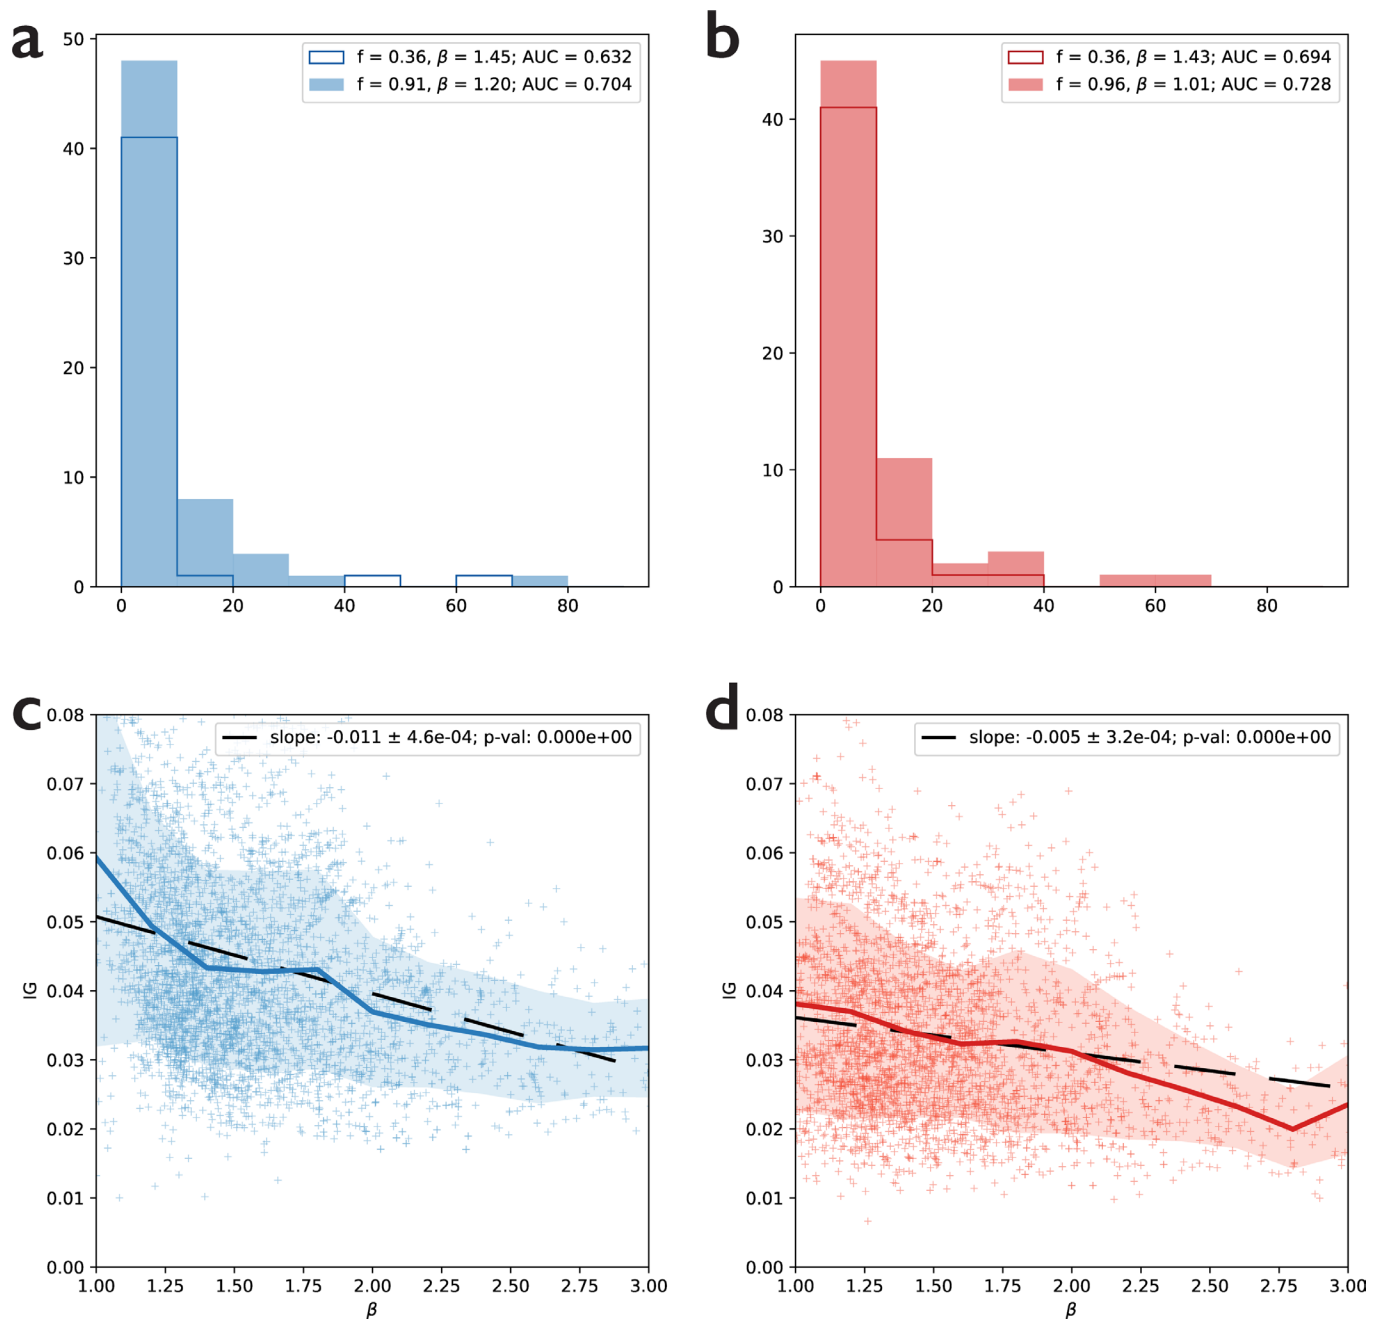 a
50
40
30
20
10
0
f = 0.36, β = 1.45; AUC = 0.632
f = 0.91, β = 1.20; AUC = 0.704
0 20 40 60 80
b
40
30
20
10
0
f = 0.36, β = 1.43; AUC = 0.694
f = 0.96, β = 1.01; AUC = 0.728
0 20 40 60 80
c
0.08
0.07
0.06
0.05
0.04
0.03
0.02
0.01
0.00
IG
slope: -0.011 ± 4.6e-04; p-val: 0.000e+00
1.00 1.25 1.50 1.75 2.00 2.25 2.50 2.75 3.00
β
d
0.08
0.07
0.06
0.05
0.04
0.03
0.02
0.01
0.00
IG
slope: -0.005 ± 3.2e-04; p-val: 0.000e+00
1.00 1.25 1.50 1.75 2.00 2.25 2.50 2.75 3.00
β